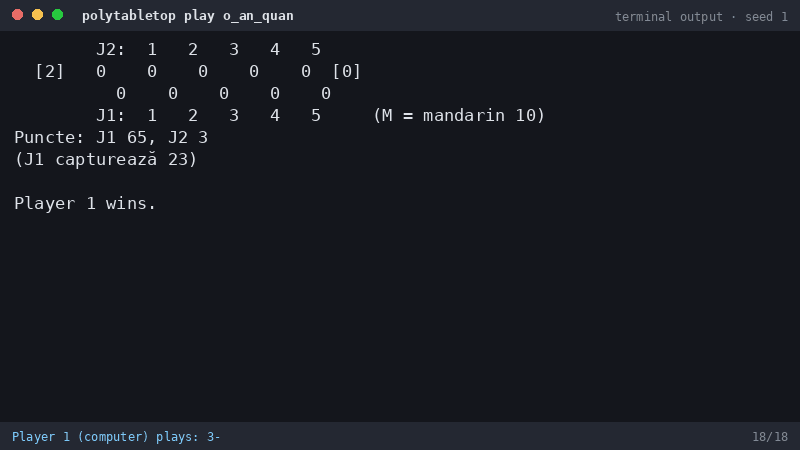 polytabletop play o_an_quan
terminal output · seed 1
J2: 1 2 3 4 5
[2] 0 0 0 0 0 [0]
0 0 0 0 0
J1: 1 2 3 4 5 (M = mandarin 10)
Puncte: J1 65, J2 3
(J1 capturează 23)
Player 1 wins.
Player 1 (computer) plays: 3-
18/18